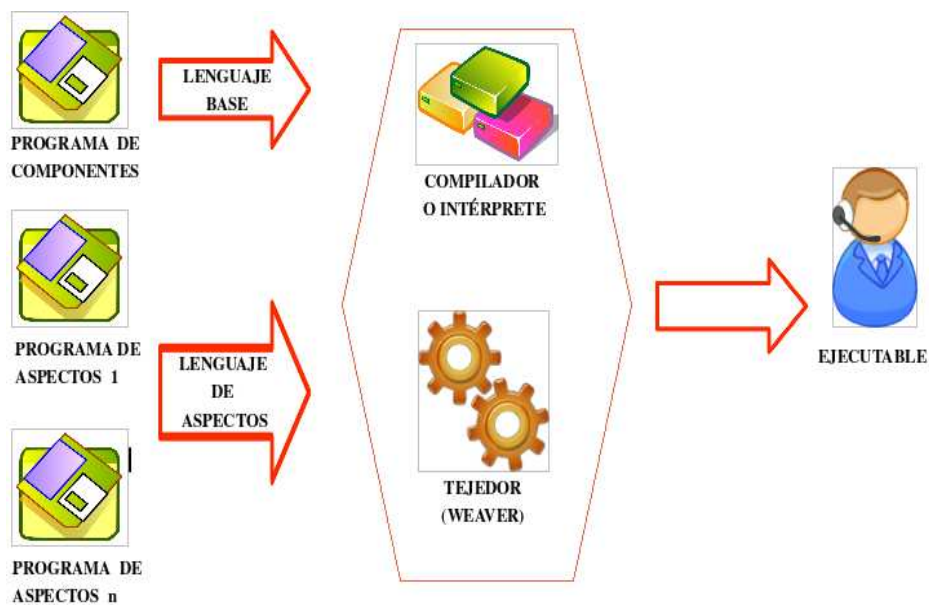 PROGRAMA DE
COMPONENTES
LENGUAJE
BASE
COMPILADOR
O INTÉRPRETE
PROGRAMA DE
ASPECTOS 1
LENGUAJE
DE
ASPECTOS
PROGRAMA DE
ASPECTOS n
TEJEDOR
(WEAVER)
EJECUTABLE